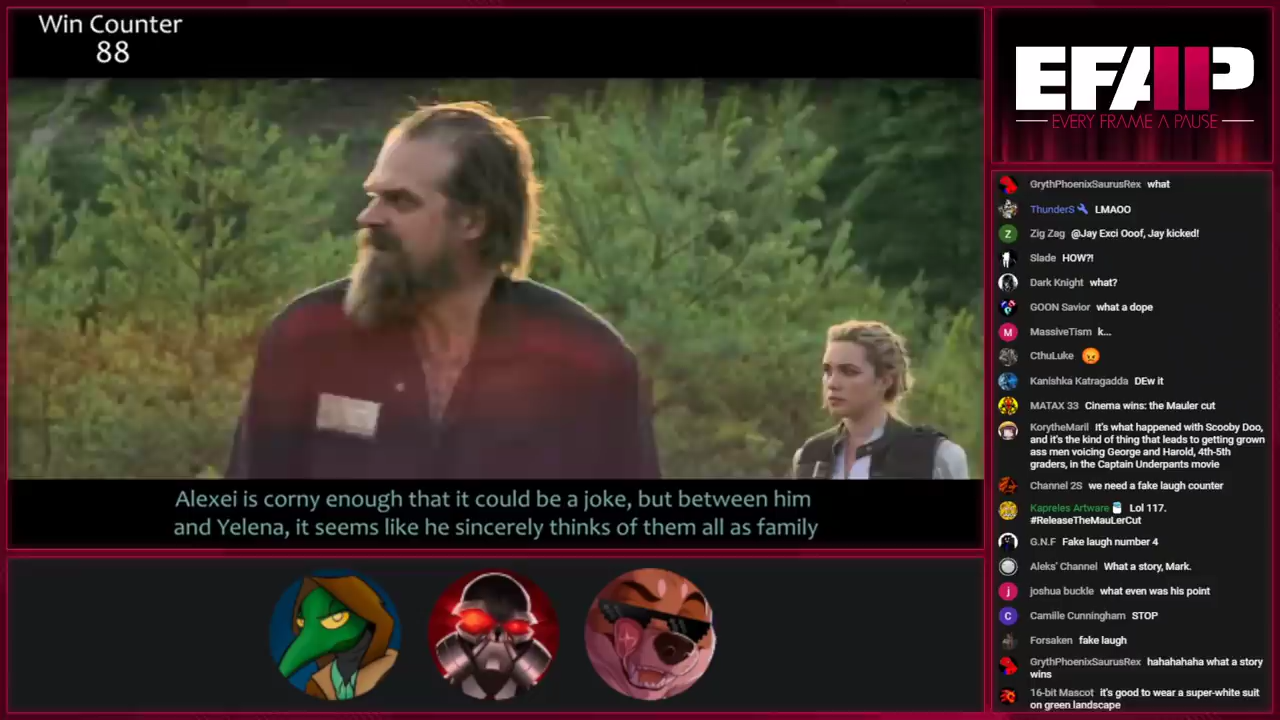 Win Counter
88
Alexei is corny enough that it could be a joke, but between him
and Yelena, it seems like he sincerely thinks of them all as family
EFAP
EVERY FRAME A PAUSE
GrythPhoenixSaurusRex what
ThunderS LMAOO
Z Zig Zag @Jay Exci Ooof, Jay kicked!
Slade HOW?!
Dark Knight what?
GOON Savior what a dope
M MassiveTism k...
CthuLuke
Kanishka Katragadda DEw it
MATAX 33 Cinema wins: the Mauler cut
KorytheMaril It's what happened with Scooby Doo,
and it's the kind of thing that leads to getting grown
ass men voicing George and Harold, 4th-5th
graders, in the Captain Underpants movie
Channel 2S we need a fake laugh counter
Kapreles Artware Lol 117.
#ReleaseTheMauLerCut
G.N.F Fake laugh number 4
Aleks' Channel What a story, Mark.
j joshua buckle what even was his point
C Camille Cunningham STOP
Forsaken fake laugh
GrythPhoenixSaurusRex hahahahaha what a story
wins
16-bit Mascot it's good to wear a super-white suit
on green landscape